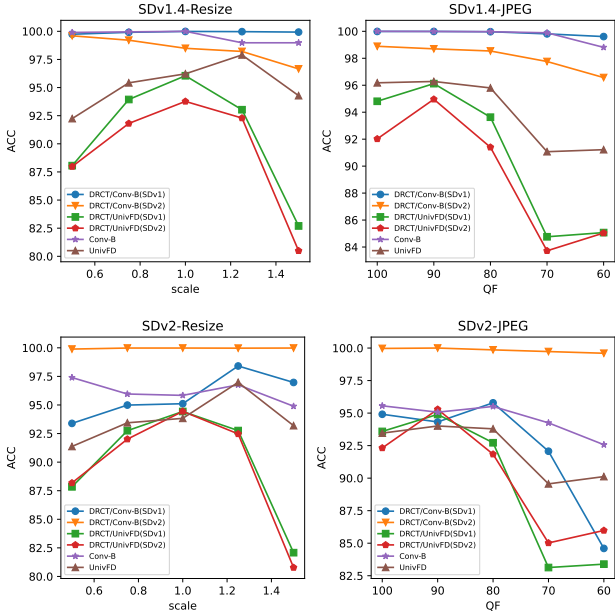 SDv1.4-Resize
100.0
97.5
95.0
92.5
90.0
87.5
85.0
82.5
80.0
ACC
DRCT/Conv-B(SDv1)
DRCT/Conv-B(SDv2)
DRCT/UnivFD(SDv1)
DRCT/UnivFD(SDv2)
Conv-B
UnivFD
0.6 0.8 1.0 1.2 1.4
scale
SDv1.4-JPEG
100
98
96
94
92
90
88
86
84
ACC
DRCT/Conv-B(SDv1)
DRCT/Conv-B(SDv2)
DRCT/UnivFD(SDv1)
DRCT/UnivFD(SDv2)
Conv-B
UnivFD
100 90 80 70 60
QF
SDv2-Resize
100.0
97.5
95.0
92.5
90.0
87.5
85.0
82.5
80.0
ACC
DRCT/Conv-B(SDv1)
DRCT/Conv-B(SDv2)
DRCT/UnivFD(SDv1)
DRCT/UnivFD(SDv2)
Conv-B
UnivFD
0.6 0.8 1.0 1.2 1.4
scale
SDv2-JPEG
100.0
97.5
95.0
92.5
90.0
87.5
85.0
82.5
ACC
DRCT/Conv-B(SDv1)
DRCT/Conv-B(SDv2)
DRCT/UnivFD(SDv1)
DRCT/UnivFD(SDv2)
Conv-B
UnivFD
100 90 80 70 60
QF